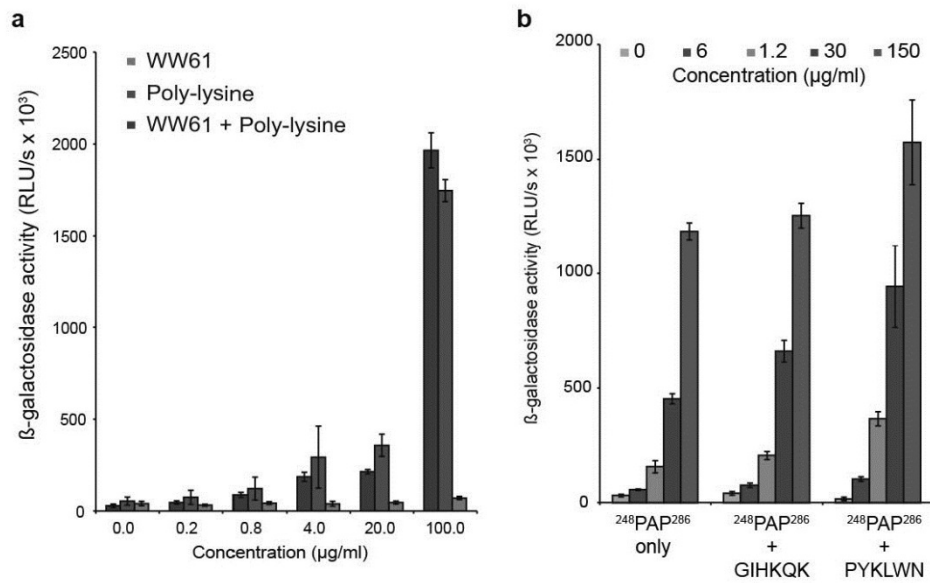 a
ß-galactosidase activity (RLU/s x 10³)
2500
2000
1500
1000
500
0
WW61
Poly-lysine
WW61 + Poly-lysine
0.0 0.2 0.8 4.0 20.0 100.0
Concentration (µg/ml)
b
ß-galactosidase activity (RLU/s x 10³)
2000
1500
1000
500
0
0 6 1.2 30 150
Concentration (µg/ml)
²⁴⁸PAP²⁸⁶
only
²⁴⁸PAP²⁸⁶
+
GIHKQK
²⁴⁸PAP²⁸⁶
+
PYKLWN